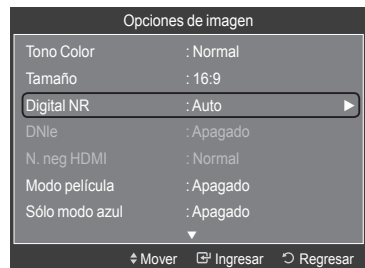 Opciones de imagen
Tono Color : Normal
Tamaño : 16:9
Digital NR : Auto
DNIe : Apagado
N. neg HDMI : Normal
Modo película : Apagado
Sólo modo azul : Apagado
Mover Ingresar Regresar